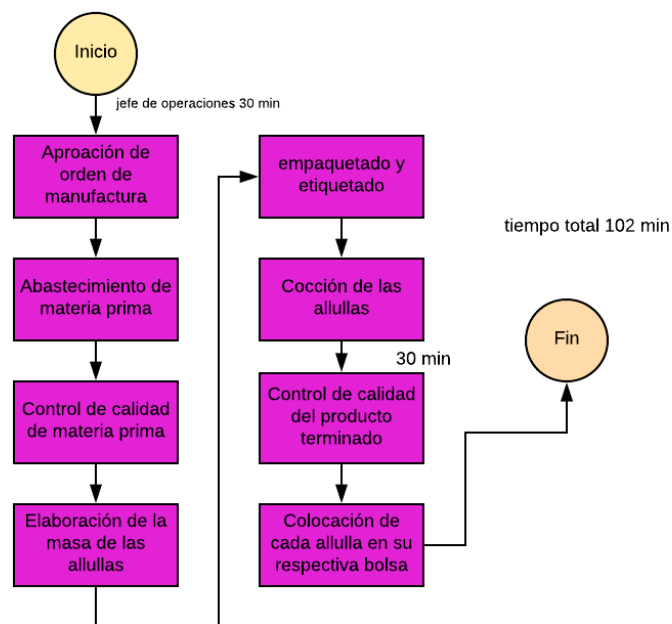 Inicio
jefe de operaciones 30 min
Aproación de
orden de
manufactura
Abastecimiento de
materia prima
Control de calidad
de materia prima
Elaboración de la
masa de las
allullas
empaquetado y
etiquetado
Cocción de las
allullas
30 min
Control de calidad
del producto
terminado
Colocación de
cada allulla en su
respectiva bolsa
tiempo total 102 min
Fin